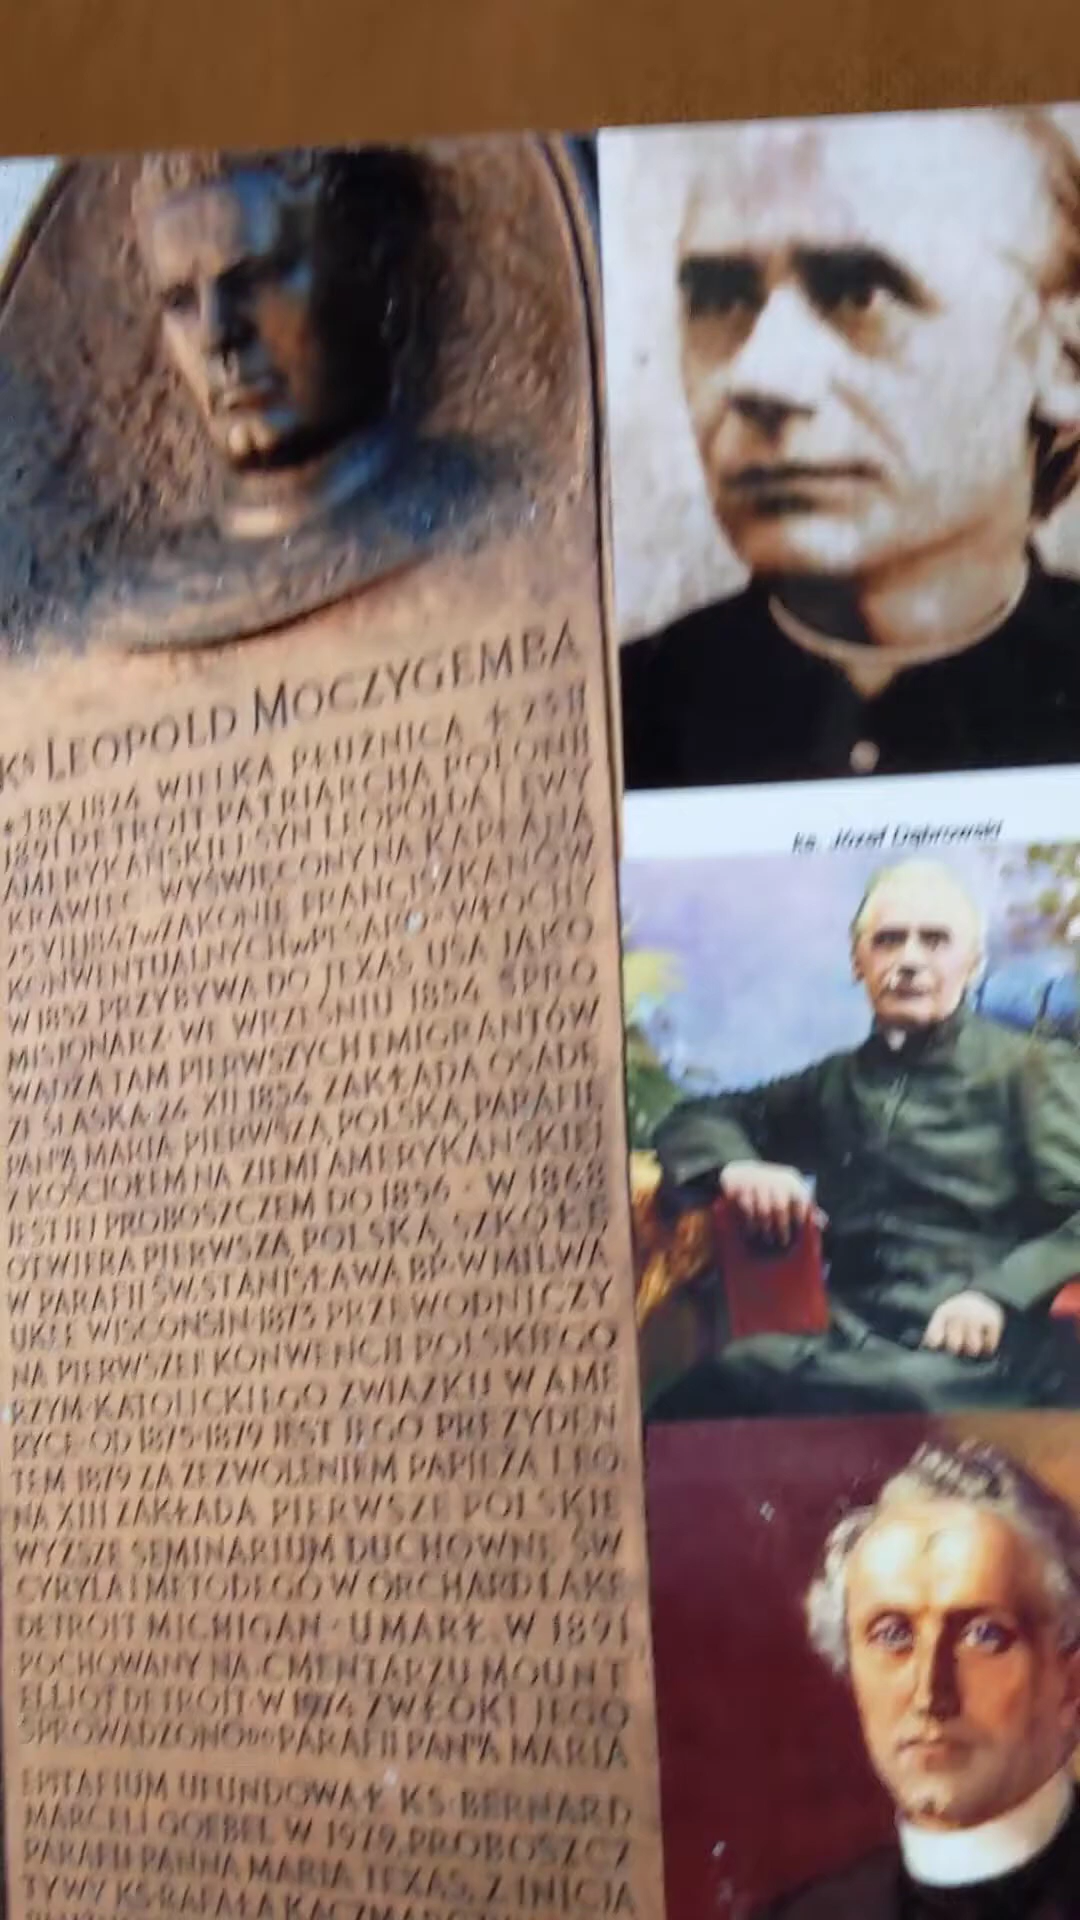 Ks LEOPOLD MOCZYGEMBA
* 18 X 1824 WIELKA PŁUŻNICA ✝ 23 II
1891 DETROIT PATRIARCHA POLONII
AMERYKAŃSKIEJ SYN LEOPOLDA I EWY
KRAWIEC WYŚWIĘCONY NA KAPŁANA
25 VII 1847 w ZAKONIE FRANCISZKANÓW
KONWENTUALNYCH w PESARO · WŁOCHY
W 1852 PRZYBYWA DO TEXAS USA JAKO
MISJONARZ · WE WRZEŚNIU 1854 SPRO
WADZA TAM PIERWSZYCH EMIGRANTÓW
ZE ŚLĄSKA · 24 XII 1854 ZAKŁADA OSADĘ
PANNA MARIA PIERWSZĄ POLSKĄ PARAFIĘ
Z KOŚCIOŁEM NA ZIEMI AMERYKAŃSKIEJ
JEST JEJ PROBOSZCZEM DO 1856 · W 1868
OTWIERA PIERWSZĄ POLSKĄ SZKOŁĘ
W PARAFII ŚW. STANISŁAWA BP · W MILWA
UKEE WISCONSIN · 1875 PRZEWODNICZY
NA PIERWSZEJ KONWENCJI POLSKIEGO
RZYM · KATOLICKIEGO ZWIĄZKU W AME
RYCE · OD 1875-1879 JEST JEGO PREZYDEN
TEM 1879 ZA ZEZWOLENIEM PAPIEŻA LEO
NA XIII ZAKŁADA PIERWSZE POLSKIE
WYŻSZE SEMINARIUM DUCHOWNE ŚW
CYRYLA I METODEGO W ORCHARD LAKE
DETROIT MICHIGAN · UMARŁ W 1891
POCHOWANY NA CMENTARZU MOUNT
ELLIOT DETROIT · W 1974 ZWŁOKI JEGO
SPROWADZONO DO PARAFII PANNA MARIA
EPITAFIUM UFUNDOWAŁ KS · BERNARD
MARCELI GOEBEL W 1979, PROBOSZCZ
PARAFII PANNA MARIA TEXAS, Z INICJA
TYWY KS · RAFAŁA
ks. Józef Dąbrowski